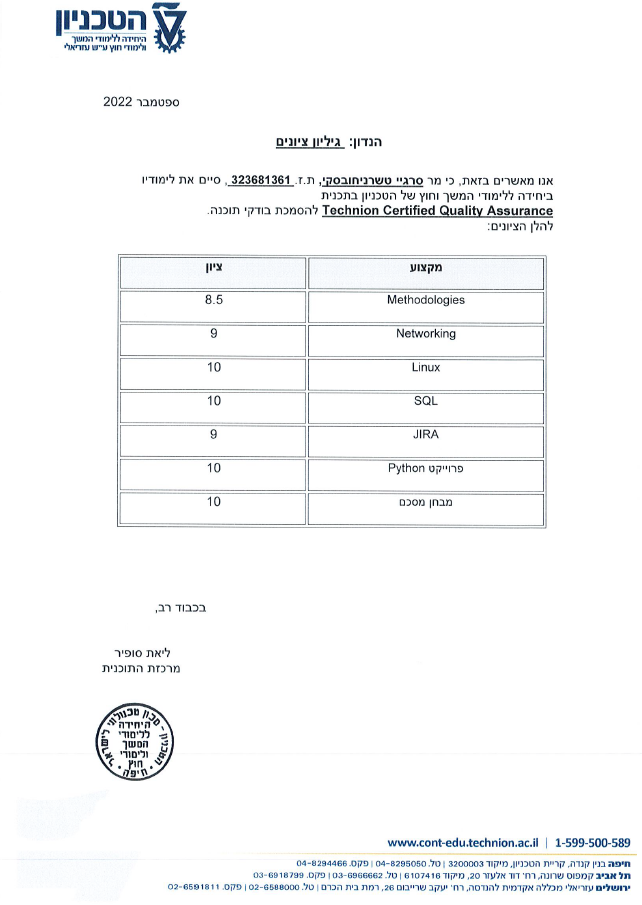 הטכניון
היחידה ללימודי המשך
ולימודי חוץ ע"ש עזריאלי
ספטמבר 2022
הנדון: גיליון ציונים
אנו מאשרים בזאת, כי מר סרגיי טשרניחובסקי, ת.ז. 323681361, סיים את לימודיו
ביחידה ללימודי המשך וחוץ של הטכניון בתכנית
Technion Certified Quality Assurance להסמכת בודקי תוכנה.
להלן הציונים:
מקצוע ציון
Methodologies 8.5
Networking 9
Linux 10
SQL 10
JIRA 9
פרוייקט Python 10
מבחן מסכם 10
בכבוד רב,
ליאת סופיר
מרכזת התוכנית
הטכניון - מכון טכנולוגי לישראל
היחידה
ללימודי
המשך
ולימודי
חוץ
חיפה
www.cont-edu.technion.ac.il | 1-599-500-589
חיפה בנין קנדה, קריית הטכניון, מיקוד 3200003 | טל. 04-8295050 | פקס. 04-8294466
תל אביב קמפוס שרונה, רח' דוד אלעזר 20, מיקוד 6107416 | טל. 03-6966662 | פקס. 03-6918799
ירושלים עזריאלי מכללה אקדמית להנדסה, רח' יעקב שרייבום 26, רמת בית הכרם | טל. 02-6588000 | פקס. 02-6591811